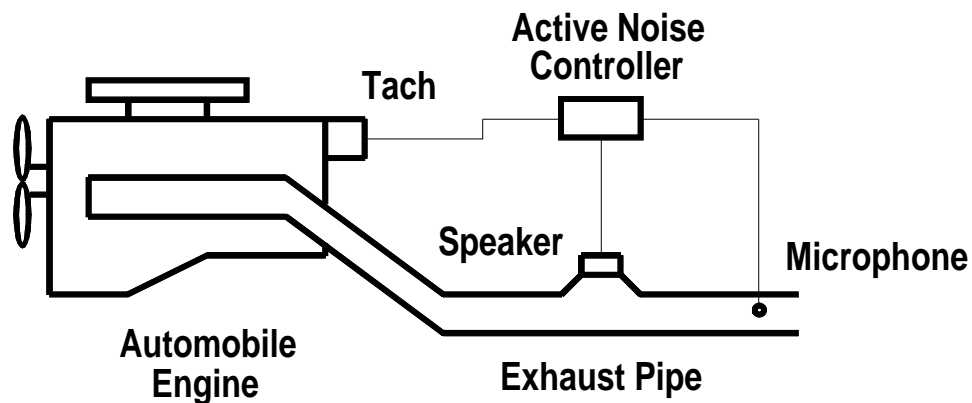 Active Noise
Controller
Tach
Speaker
Microphone
Automobile
Engine
Exhaust Pipe